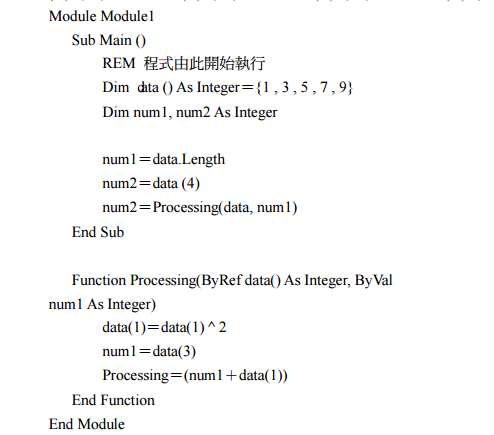 Module Module1
Sub Main ()
REM 程式由此開始執行
Dim data () As Integer＝{1 , 3 , 5 , 7 , 9}
Dim num1, num2 As Integer
num1＝data.Length
num2＝data (4)
num2＝Processing(data, num1)
End Sub
Function Processing(ByRef data() As Integer, ByVal
num1 As Integer)
data(1)＝data(1)^2
num1＝data(3)
Processing＝(num1＋data(1))
End Function
End Module